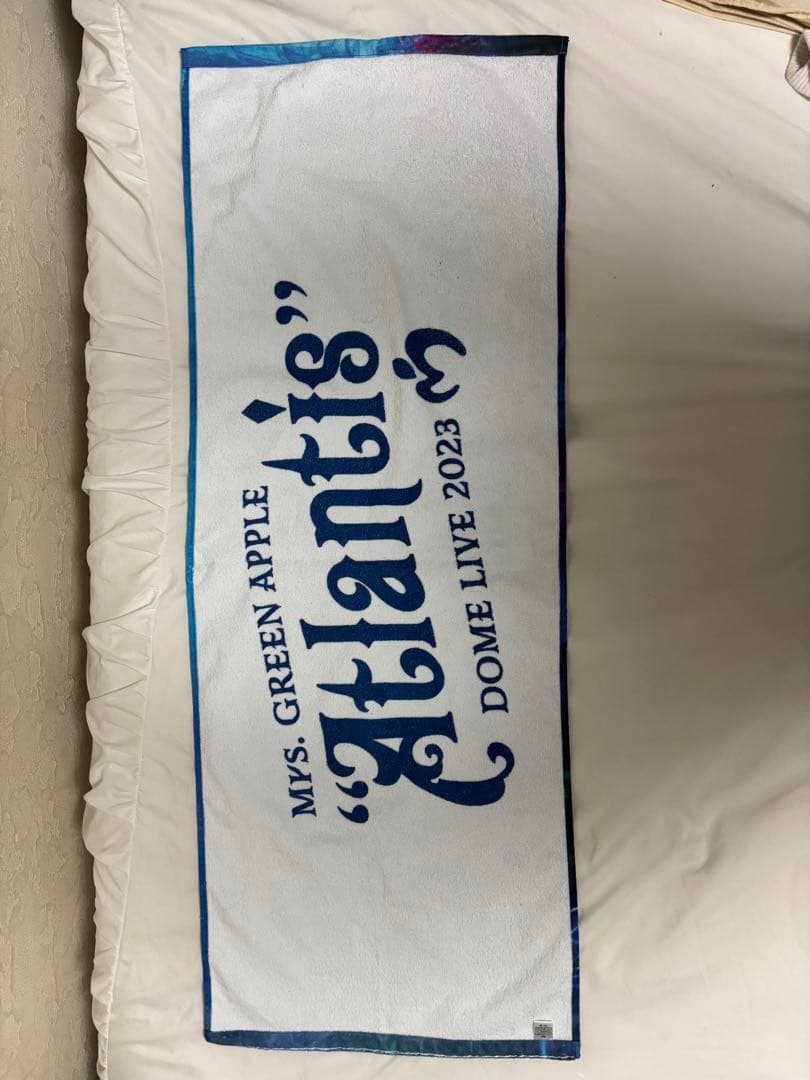 Mrs. GREEN APPLE
“Atlantis”
DOME LIVE 2023